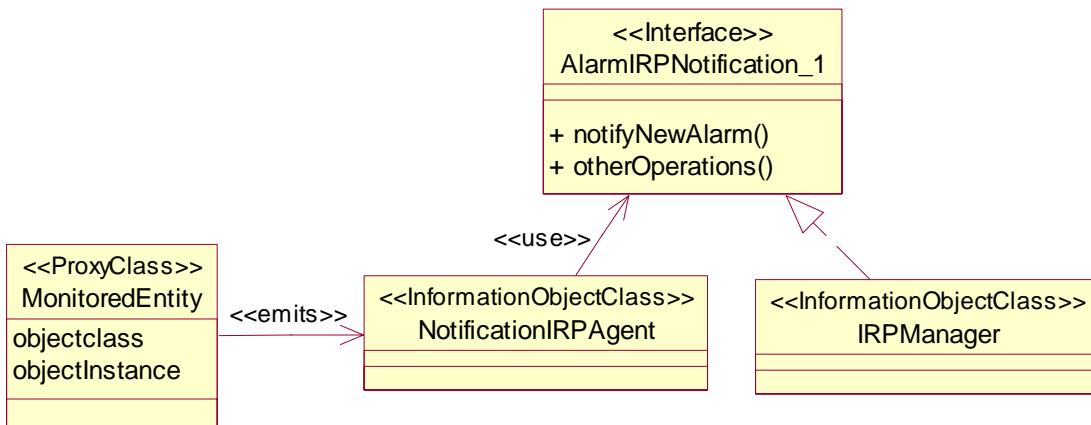 <<Interface>>
AlarmIRPNotification_1
+ notifyNewAlarm()
+ otherOperations()
<<use>>
<<ProxyClass>>
MonitoredEntity
objectclass
objectInstance
<<emits>>
<<InformationObjectClass>>
NotificationIRPAgent
<<InformationObjectClass>>
IRPManager